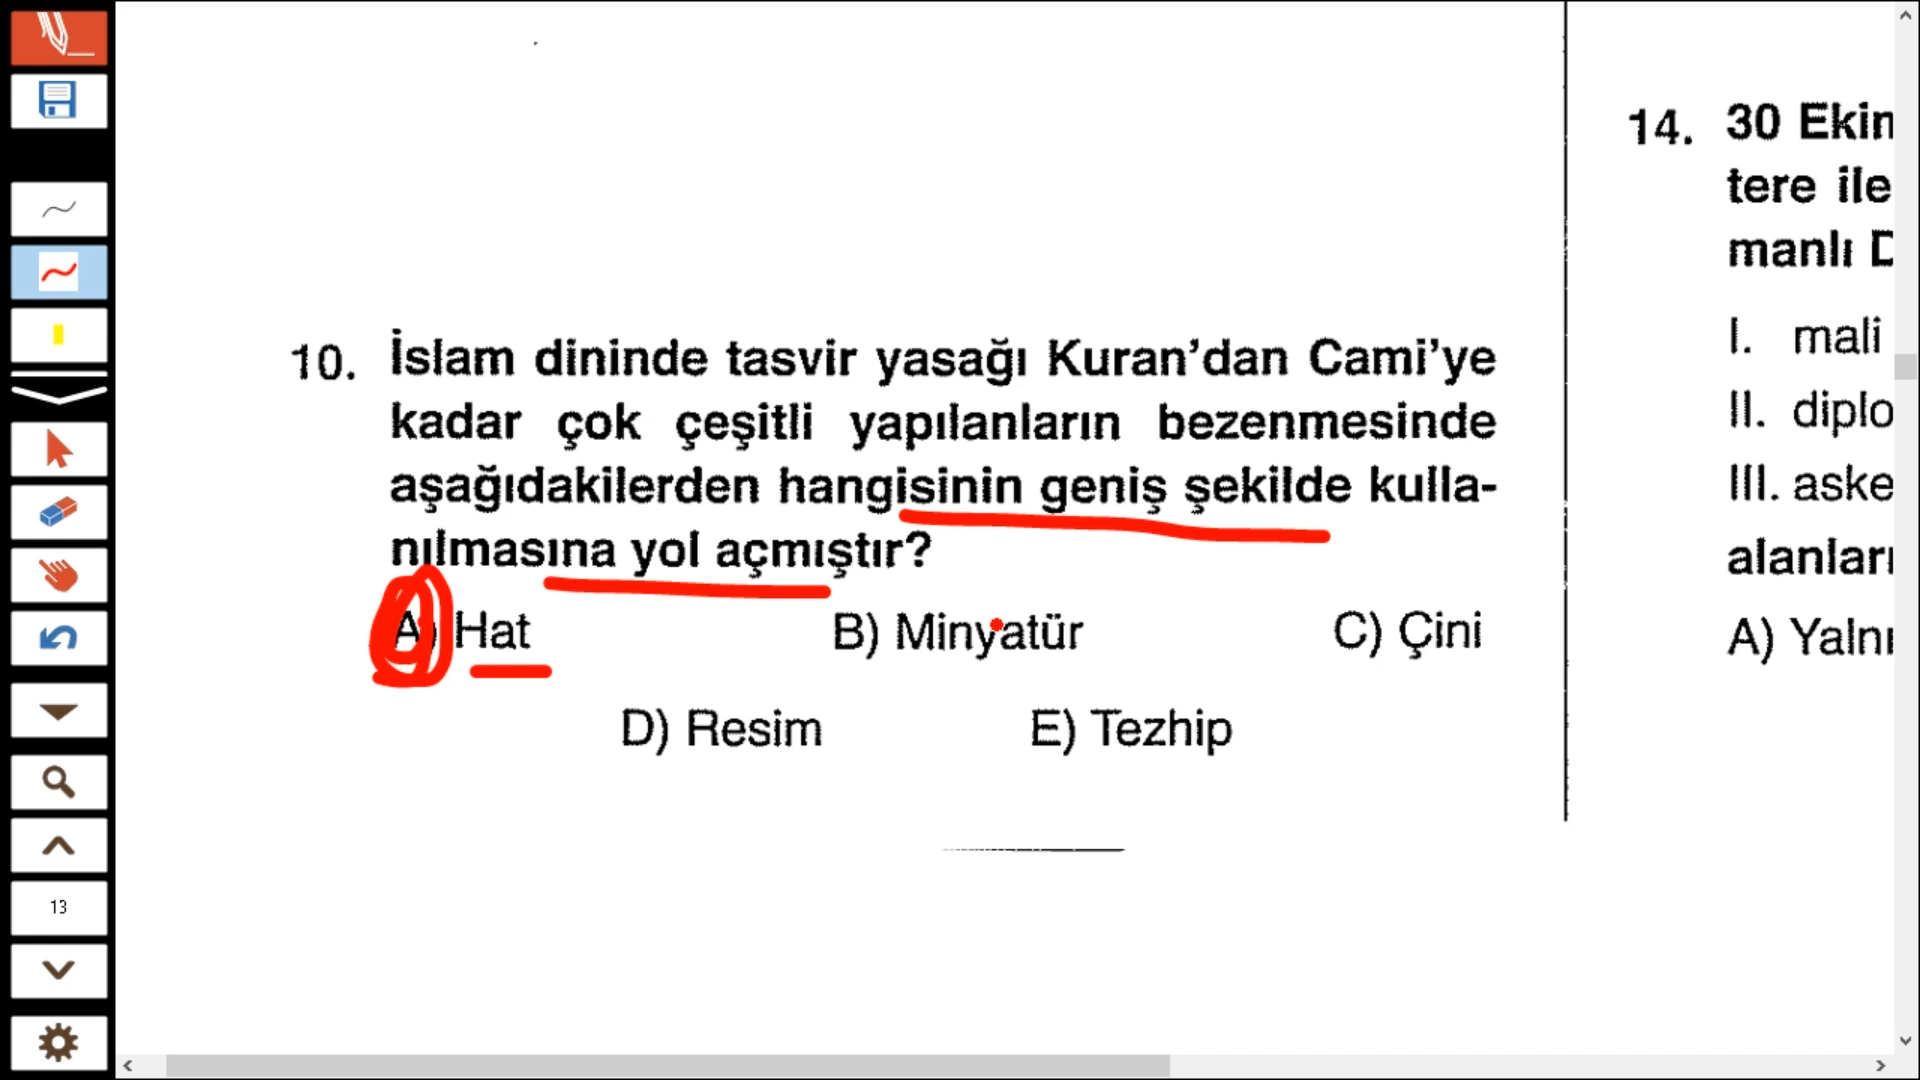 10. İslam dininde tasvir yasağı Kuran’dan Cami’ye
kadar çok çeşitli yapılanların bezenmesinde
aşağıdakilerden hangisinin geniş şekilde kulla-
nılmasına yol açmıştır?
A) Hat B) Minyatür C) Çini
D) Resim E) Tezhip
14. 30 Ekim
tere ile
manlı D
I. mali
II. diplo
III. aske
alanları
A) Yalnı
13